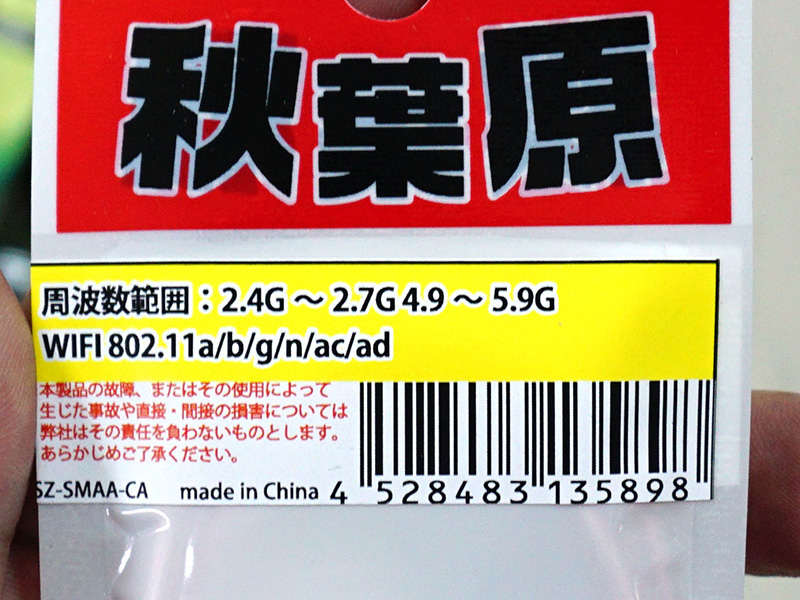 秋葉原
周波数範囲：2.4G～2.7G 4.9～5.9G
WIFI 802.11a/b/g/n/ac/ad
本製品の故障、またはその使用によって
生じた事故や直接・間接の損害については
弊社はその責任を負わないものとします。
あらかじめご了承ください。
SZ-SMAA-CA made in China 4 528483 135898